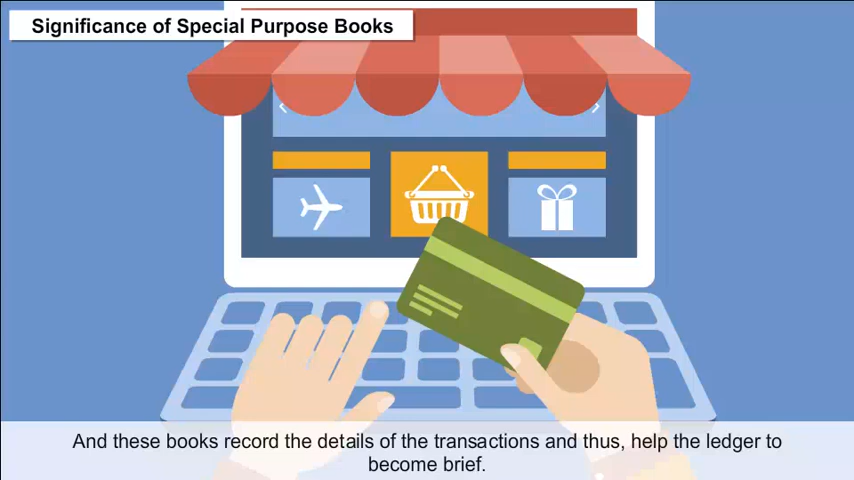 Significance of Special Purpose Books
And these books record the details of the transactions and thus, help the ledger to
become brief.